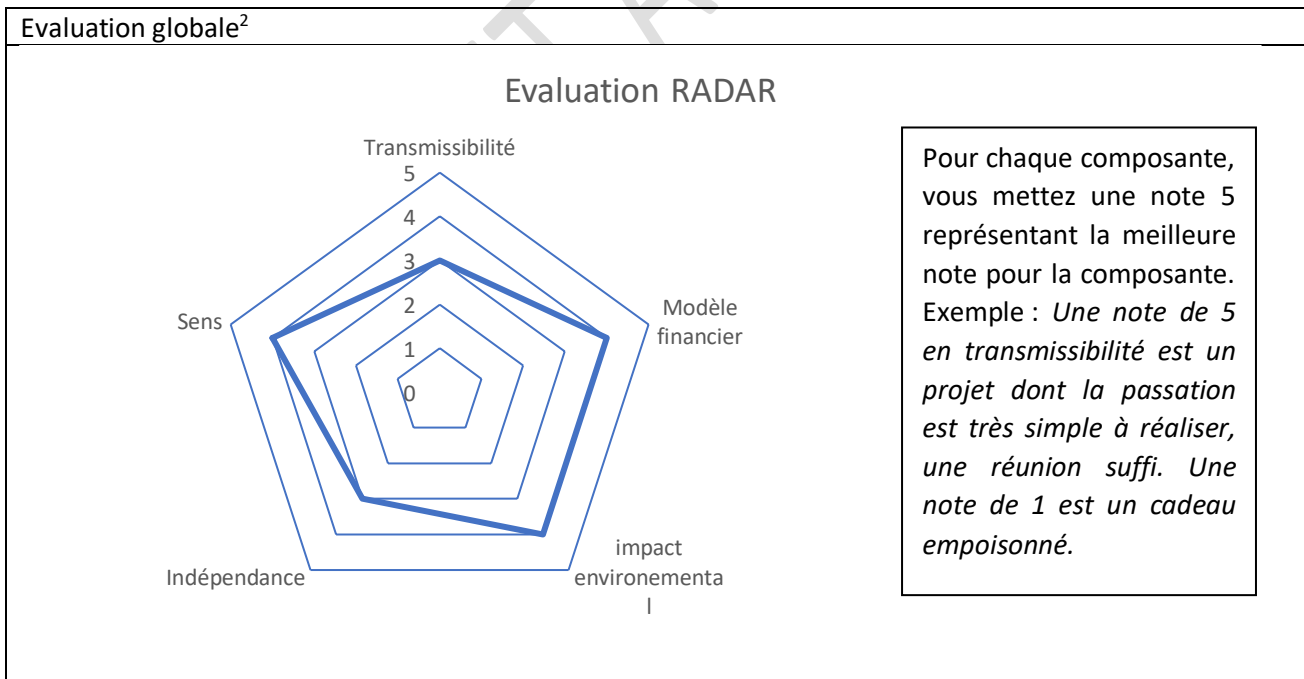 Evaluation globale²
Evaluation RADAR
Transmissibilité
5
4
3
2
1
0
Modèle
financier
impact
environementa
l
Indépendance
Sens
Pour chaque composante,
vous mettez une note 5
représentant la meilleure
note pour la composante.
Exemple : Une note de 5
en transmissibilité est un
projet dont la passation
est très simple à réaliser,
une réunion suffi. Une
note de 1 est un cadeau
empoisonné.